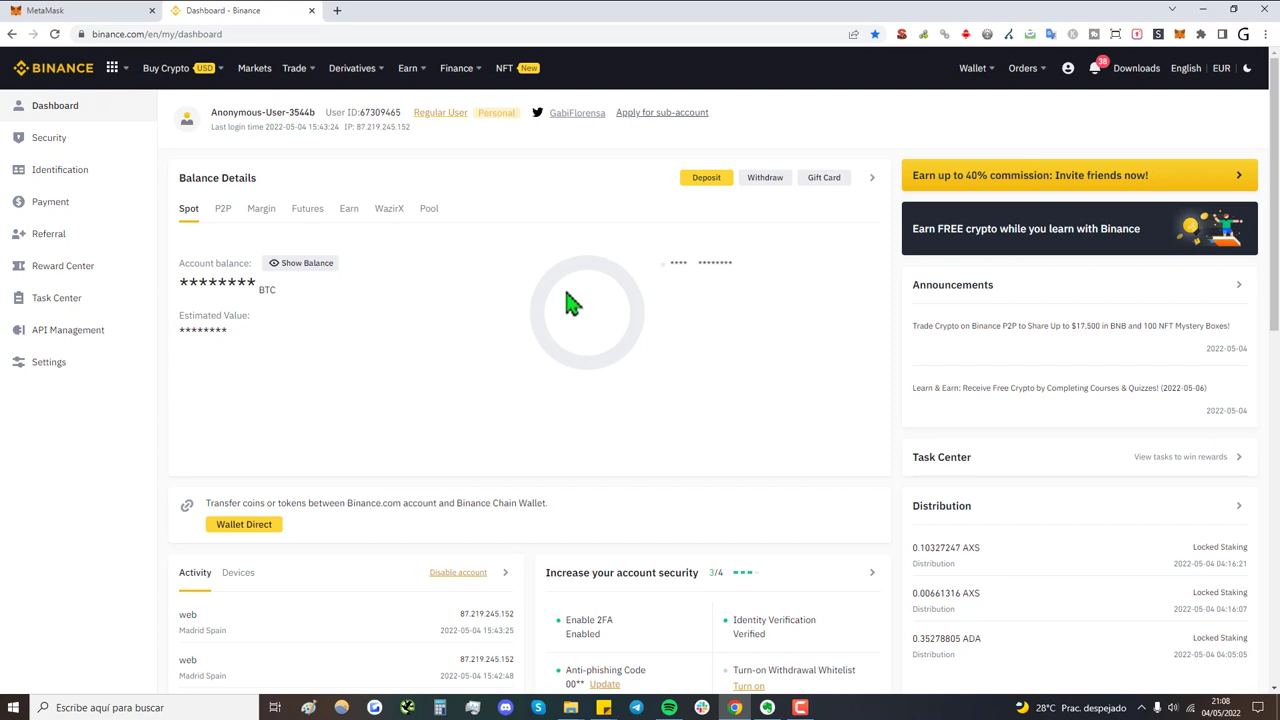 MetaMask
Dashboard - Binance
binance.com/en/my/dashboard
BINANCE
Buy Crypto USD
Markets
Trade
Derivatives
Earn
Finance
NFT New
Wallet
Orders
38
Downloads
English
EUR
Dashboard
Security
Identification
Payment
Referral
Reward Center
Task Center
API Management
Settings
Anonymous-User-3544b User ID:67309465 Regular User Personal GabiFlorensa Apply for sub-account
Last login time 2022-05-04 15:43:24 IP: 87.219.245.152
Balance Details
Deposit
Withdraw
Gift Card
Spot
P2P
Margin
Futures
Earn
WazirX
Pool
Account balance: Show Balance
******** BTC
Estimated Value:
********
**** ********
Transfer coins or tokens between Binance.com account and Binance Chain Wallet.
Wallet Direct
Activity
Devices
Disable account
web 87.219.245.152
Madrid Spain 2022-05-04 15:43:25
web 87.219.245.152
Madrid Spain 2022-05-04 15:42:48
Increase your account security 3/4
Enable 2FA
Enabled
Identity Verification
Verified
Anti-phishing Code
00** Update
Turn-on Withdrawal Whitelist
Turn on
Earn up to 40% commission: Invite friends now!
Earn FREE crypto while you learn with Binance
Announcements
Trade Crypto on Binance P2P to Share Up to $17,500 in BNB and 100 NFT Mystery Boxes!
2022-05-04
Learn & Earn: Receive Free Crypto by Completing Courses & Quizzes! (2022-05-06)
2022-05-04
Task Center View tasks to win rewards
Distribution
0.10327247 AXS Locked Staking
Distribution 2022-05-04 04:16:21
0.00661316 AXS Locked Staking
Distribution 2022-05-04 04:16:07
0.35278805 ADA Locked Staking
Distribution 2022-05-04 04:05:05
Escribe aquí para buscar
28°C Prac. despejado
21:08
04/05/2022